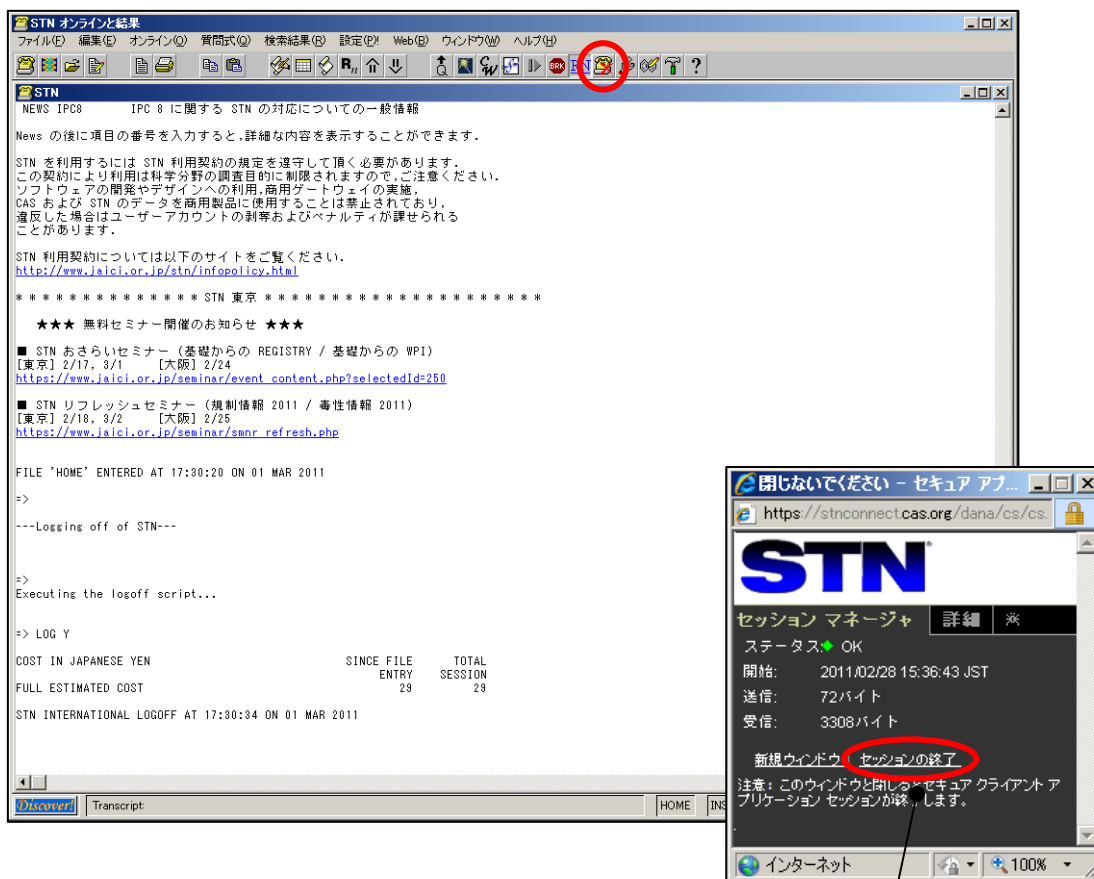 STN オンラインと結果
ファイル(F) 編集(E) オンライン(O) 質問式(Q) 検索結果(R) 設定(P)! Web(B) ウィンドウ(W) ヘルプ(H)
STN
NEWS IPC8 IPC 8 に関する STN の対応についての一般情報
News の後に項目の番号を入力すると,詳細な内容を表示することができます.
STN を利用するには STN 利用契約の規定を遵守して頂く必要があります.
この契約により利用は科学分野の調査目的に制限されますので,ご注意ください.
ソフトウェアの開発やデザインへの利用,商用ゲートウェイの実施,
CAS および STN のデータを商用製品に使用することは禁止されており,
違反した場合はユーザーアカウントの剥奪およびペナルティが課せられる
ことがあります.
STN 利用契約については以下のサイトをご覧ください.
http://www.jaici.or.jp/stn/infopolicy.html
* * * * * * * * * * * * * * STN 東京 * * * * * * * * * * * * * * * * * * * * *
★★★ 無料セミナー開催のお知らせ ★★★
■ STN おさらいセミナー (基礎からの REGISTRY / 基礎からの WPI)
[東京] 2/17, 3/1 [大阪] 2/24
https://www.jaici.or.jp/seminar/event_content.php?selectedId=250
■ STN リフレッシュセミナー (規制情報 2011 / 毒性情報 2011)
[東京] 2/18, 3/2 [大阪] 2/25
https://www.jaici.or.jp/seminar/smnr_refresh.php
FILE 'HOME' ENTERED AT 17:30:20 ON 01 MAR 2011
=>
---Logging off of STN---
=>
Executing the logoff script...
=> LOG Y
COST IN JAPANESE YEN SINCE FILE TOTAL
ENTRY SESSION
FULL ESTIMATED COST 29 29
STN INTERNATIONAL LOGOFF AT 17:30:34 ON 01 MAR 2011
Discover! Transcript: HOME INS
閉じないでください - セキュア アプ...
https://stnconnect.cas.org/dana/cs/cs.
STN®
セッション マネージャ 詳細
ステータス: OK
開始: 2011/02/28 15:36:43 JST
送信: 72バイト
受信: 3308バイト
新規ウィンドウ セッションの終了
注意: このウィンドウを閉じるとセキュア クライアント ア
プリケーション セッションが終了します。
インターネット 100%